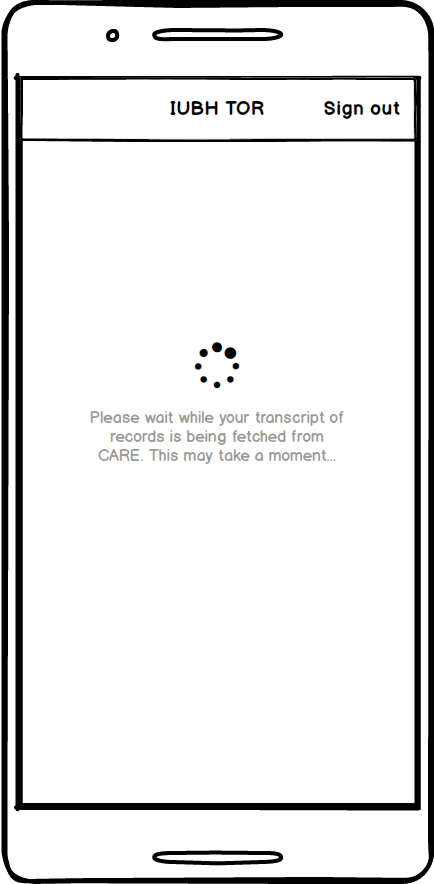 IUBH TOR Sign out
Please wait while your transcript of
records is being fetched from
CARE. This may take a moment...